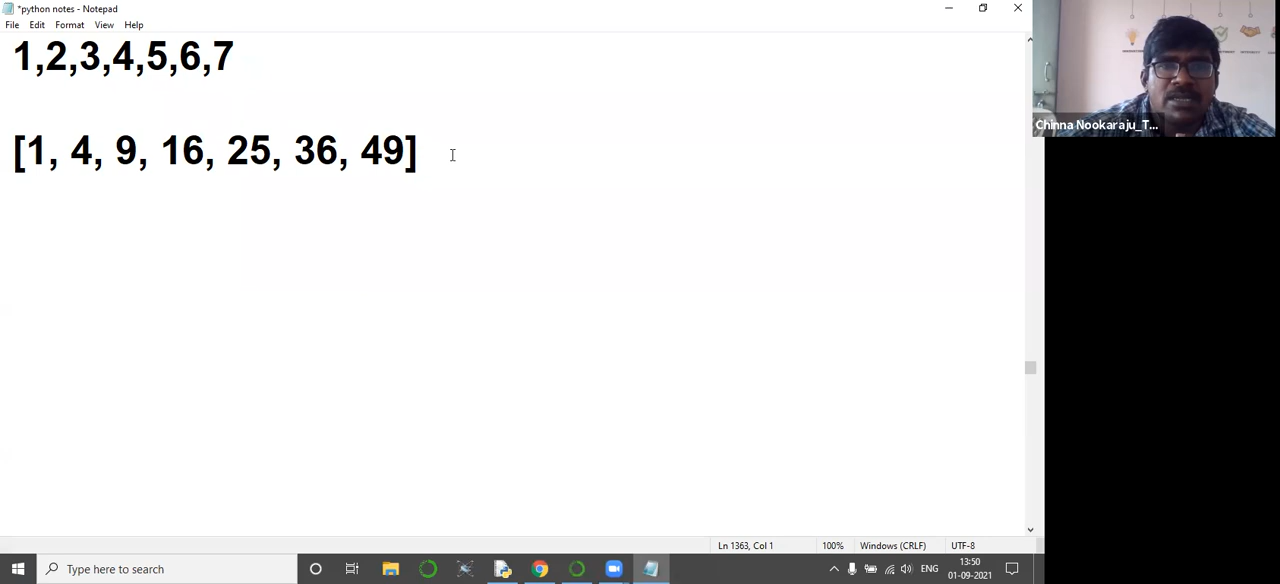 *python notes - Notepad
File Edit Format View Help
1,2,3,4,5,6,7
[1, 4, 9, 16, 25, 36, 49]
Chinna Nookaraju_T...
Ln 1363, Col 1 100% Windows (CRLF) UTF-8
Type here to search
ENG
13:50
01-09-2021